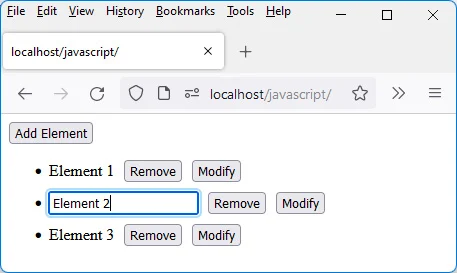 File Edit View History Bookmarks Tools Help
localhost/javascript/
localhost/javascript/
Add Element
Element 1 Remove Modify
Element 2 Remove Modify
Element 3 Remove Modify